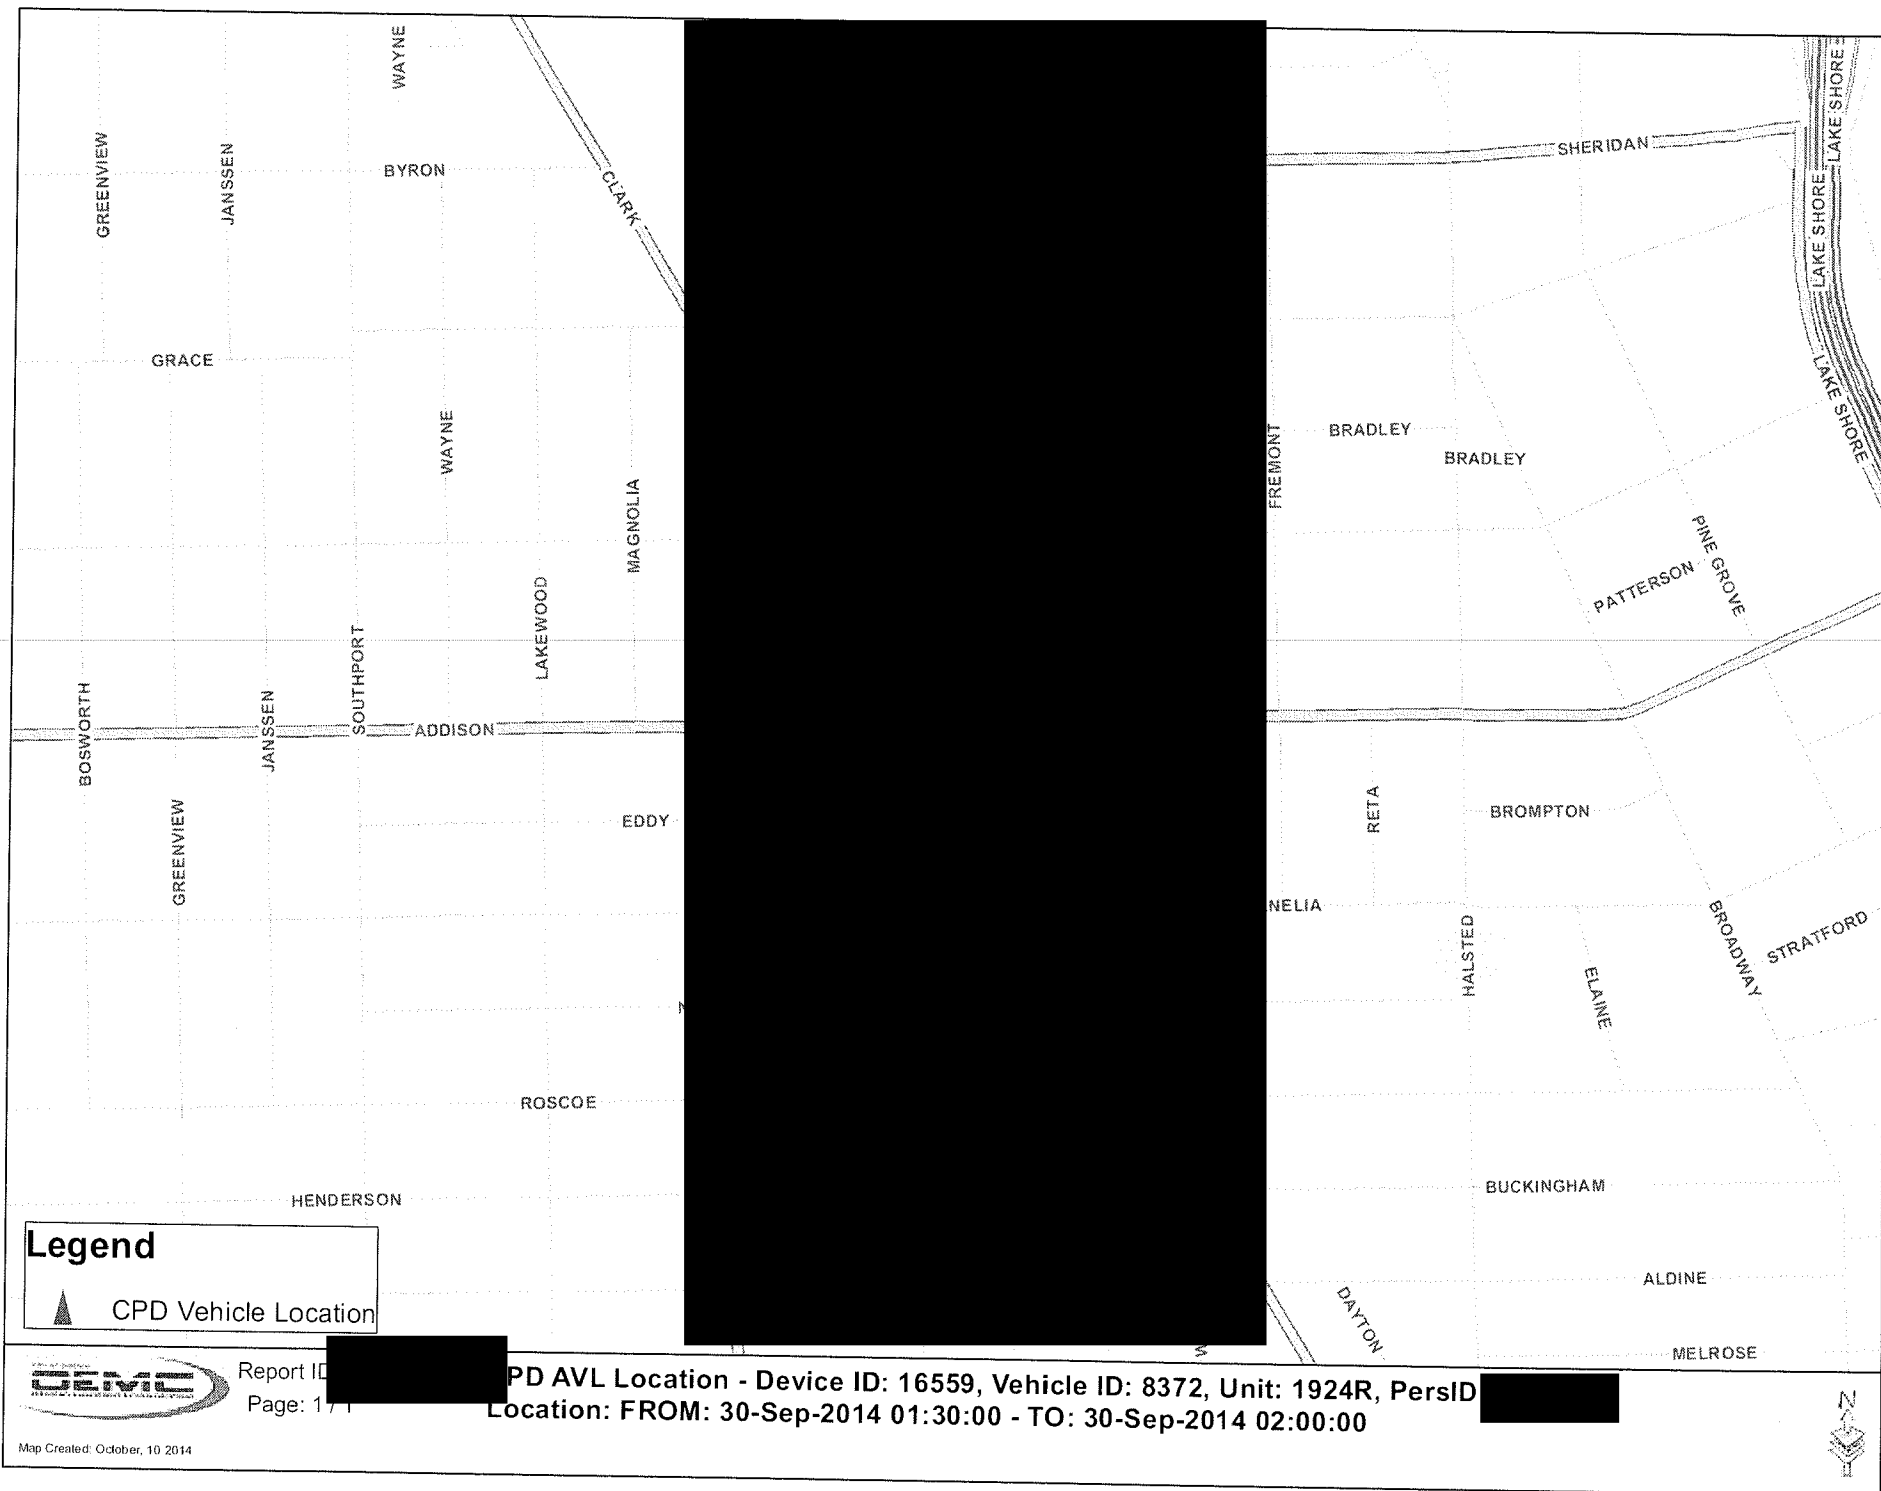 WAYNE
GREENVIEW
JANSSEN
BYRON
CLARK
SHERIDAN
LAKE SHORE
LAKE SHORE
LAKE SHORE
LAKE SHORE
GRACE
WAYNE
MAGNOLIA
FREMONT
BRADLEY
BRADLEY
PINE GROVE
PATTERSON
LAKEWOOD
SOUTHPORT
BOSWORTH
JANSSEN
ADDISON
GREENVIEW
EDDY
RETA
BROMPTON
NELIA
HALSTED
ELAINE
BROADWAY
STRATFORD
ROSCOE
HENDERSON
BUCKINGHAM
ALDINE
DAYTON
MELROSE
Legend
CPD Vehicle Location
OEMC
Report ID
Page: 1 / 1
PD AVL Location - Device ID: 16559, Vehicle ID: 8372, Unit: 1924R, PersID
Location: FROM: 30-Sep-2014 01:30:00 - TO: 30-Sep-2014 02:00:00
Map Created: October, 10 2014
N